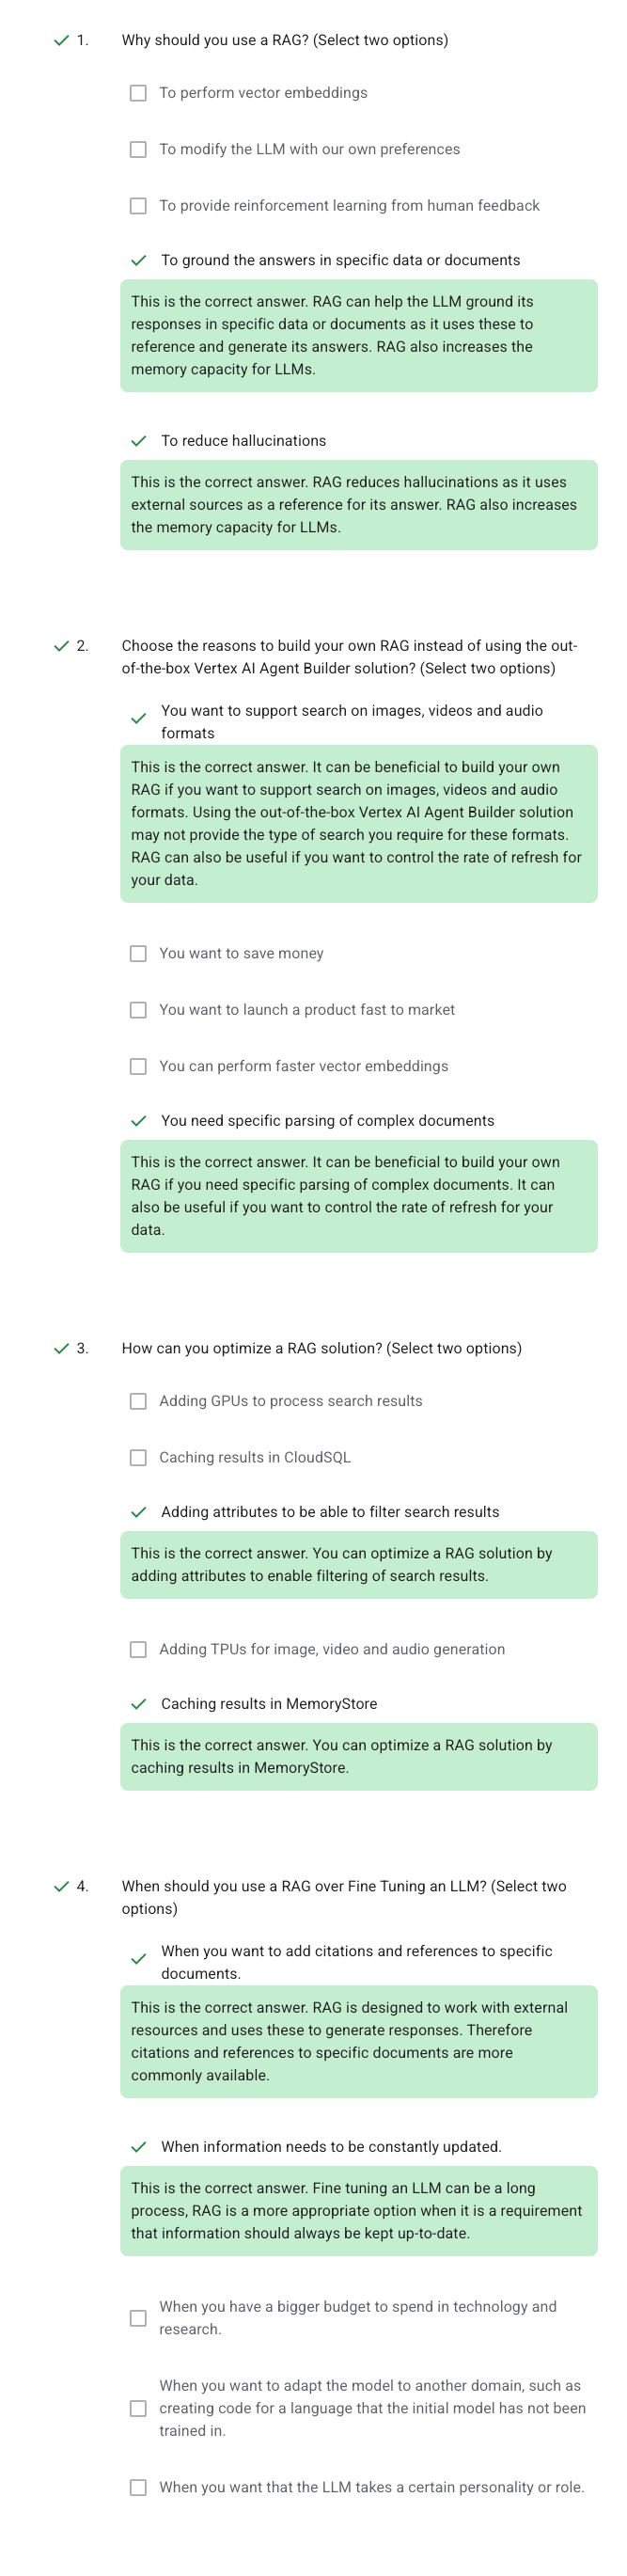 1. Why should you use a RAG? (Select two options)
To perform vector embeddings
To modify the LLM with our own preferences
To provide reinforcement learning from human feedback
To ground the answers in specific data or documents
This is the correct answer. RAG can help the LLM ground its
responses in specific data or documents as it uses these to
reference and generate its answers. RAG also increases the
memory capacity for LLMs.
To reduce hallucinations
This is the correct answer. RAG reduces hallucinations as it uses
external sources as a reference for its answer. RAG also increases
the memory capacity for LLMs.
2. Choose the reasons to build your own RAG instead of using the out-
of-the-box Vertex AI Agent Builder solution? (Select two options)
You want to support search on images, videos and audio
formats
This is the correct answer. It can be beneficial to build your own
RAG if you want to support search on images, videos and audio
formats. Using the out-of-the-box Vertex AI Agent Builder solution
may not provide the type of search you require for these formats.
RAG can also be useful if you want to control the rate of refresh for
your data.
You want to save money
You want to launch a product fast to market
You can perform faster vector embeddings
You need specific parsing of complex documents
This is the correct answer. It can be beneficial to build your own
RAG if you need specific parsing of complex documents. It can
also be useful if you want to control the rate of refresh for your
data.
3. How can you optimize a RAG solution? (Select two options)
Adding GPUs to process search results
Caching results in CloudSQL
Adding attributes to be able to filter search results
This is the correct answer. You can optimize a RAG solution by
adding attributes to enable filtering of search results.
Adding TPUs for image, video and audio generation
Caching results in MemoryStore
This is the correct answer. You can optimize a RAG solution by
caching results in MemoryStore.
4. When should you use a RAG over Fine Tuning an LLM? (Select two
options)
When you want to add citations and references to specific
documents.
This is the correct answer. RAG is designed to work with external
resources and uses these to generate responses. Therefore
citations and references to specific documents are more
commonly available.
When information needs to be constantly updated.
This is the correct answer. Fine tuning an LLM can be a long
process, RAG is a more appropriate option when it is a requirement
that information should always be kept up-to-date.
When you have a bigger budget to spend in technology and
research.
When you want to adapt the model to another domain, such as
creating code for a language that the initial model has not been
trained in.
When you want that the LLM takes a certain personality or role.